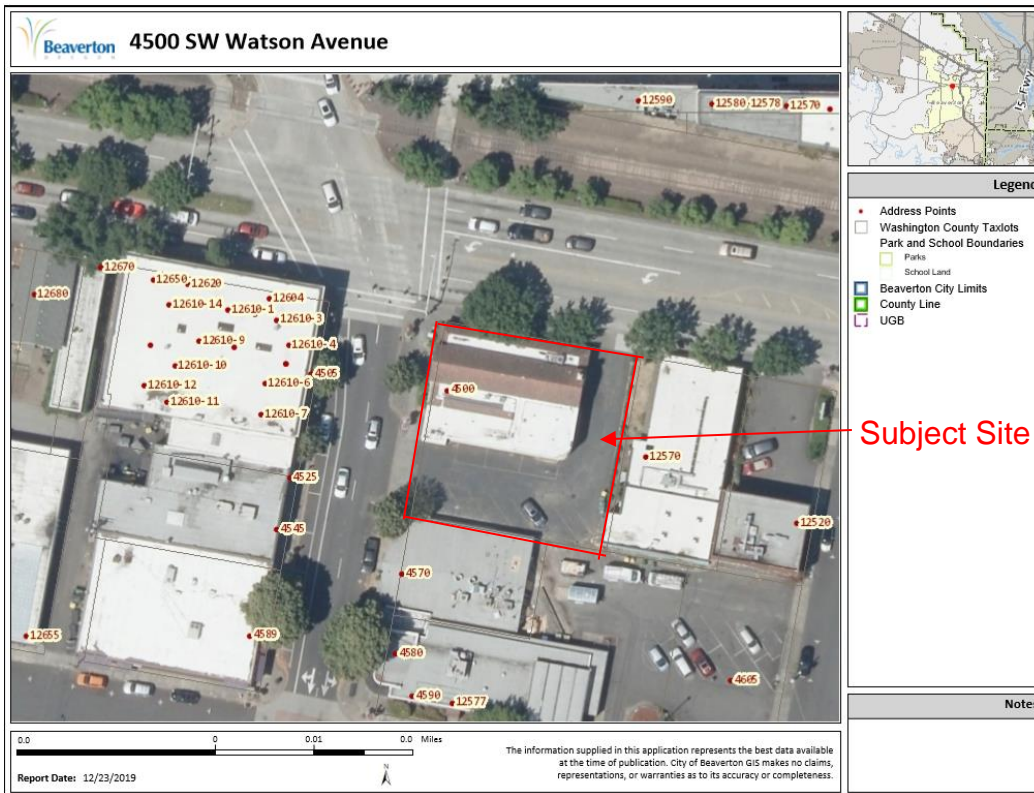 Beaverton
OREGON
4500 SW Watson Avenue
12590
12580
12578
12570
12670
12650
12620
12680
12610-14
12604
12610-1
12610-3
12610-9
12610-4
12610-10
4505
12610-12
12610-6
12610-11
12610-7
4500
Subject Site
12570
4525
4545
12520
4570
12655
4589
4580
4605
4590
12577
Legend
Address Points
Washington County Taxlots
Park and School Boundaries
Parks
School Land
Beaverton City Limits
County Line
UGB
Notes
0.0
0
0.01
0.0 Miles
Report Date: 12/23/2019
N
The information supplied in this application represents the best data available
at the time of publication. City of Beaverton GIS makes no claims,
representations, or warranties as to its accuracy or completeness.